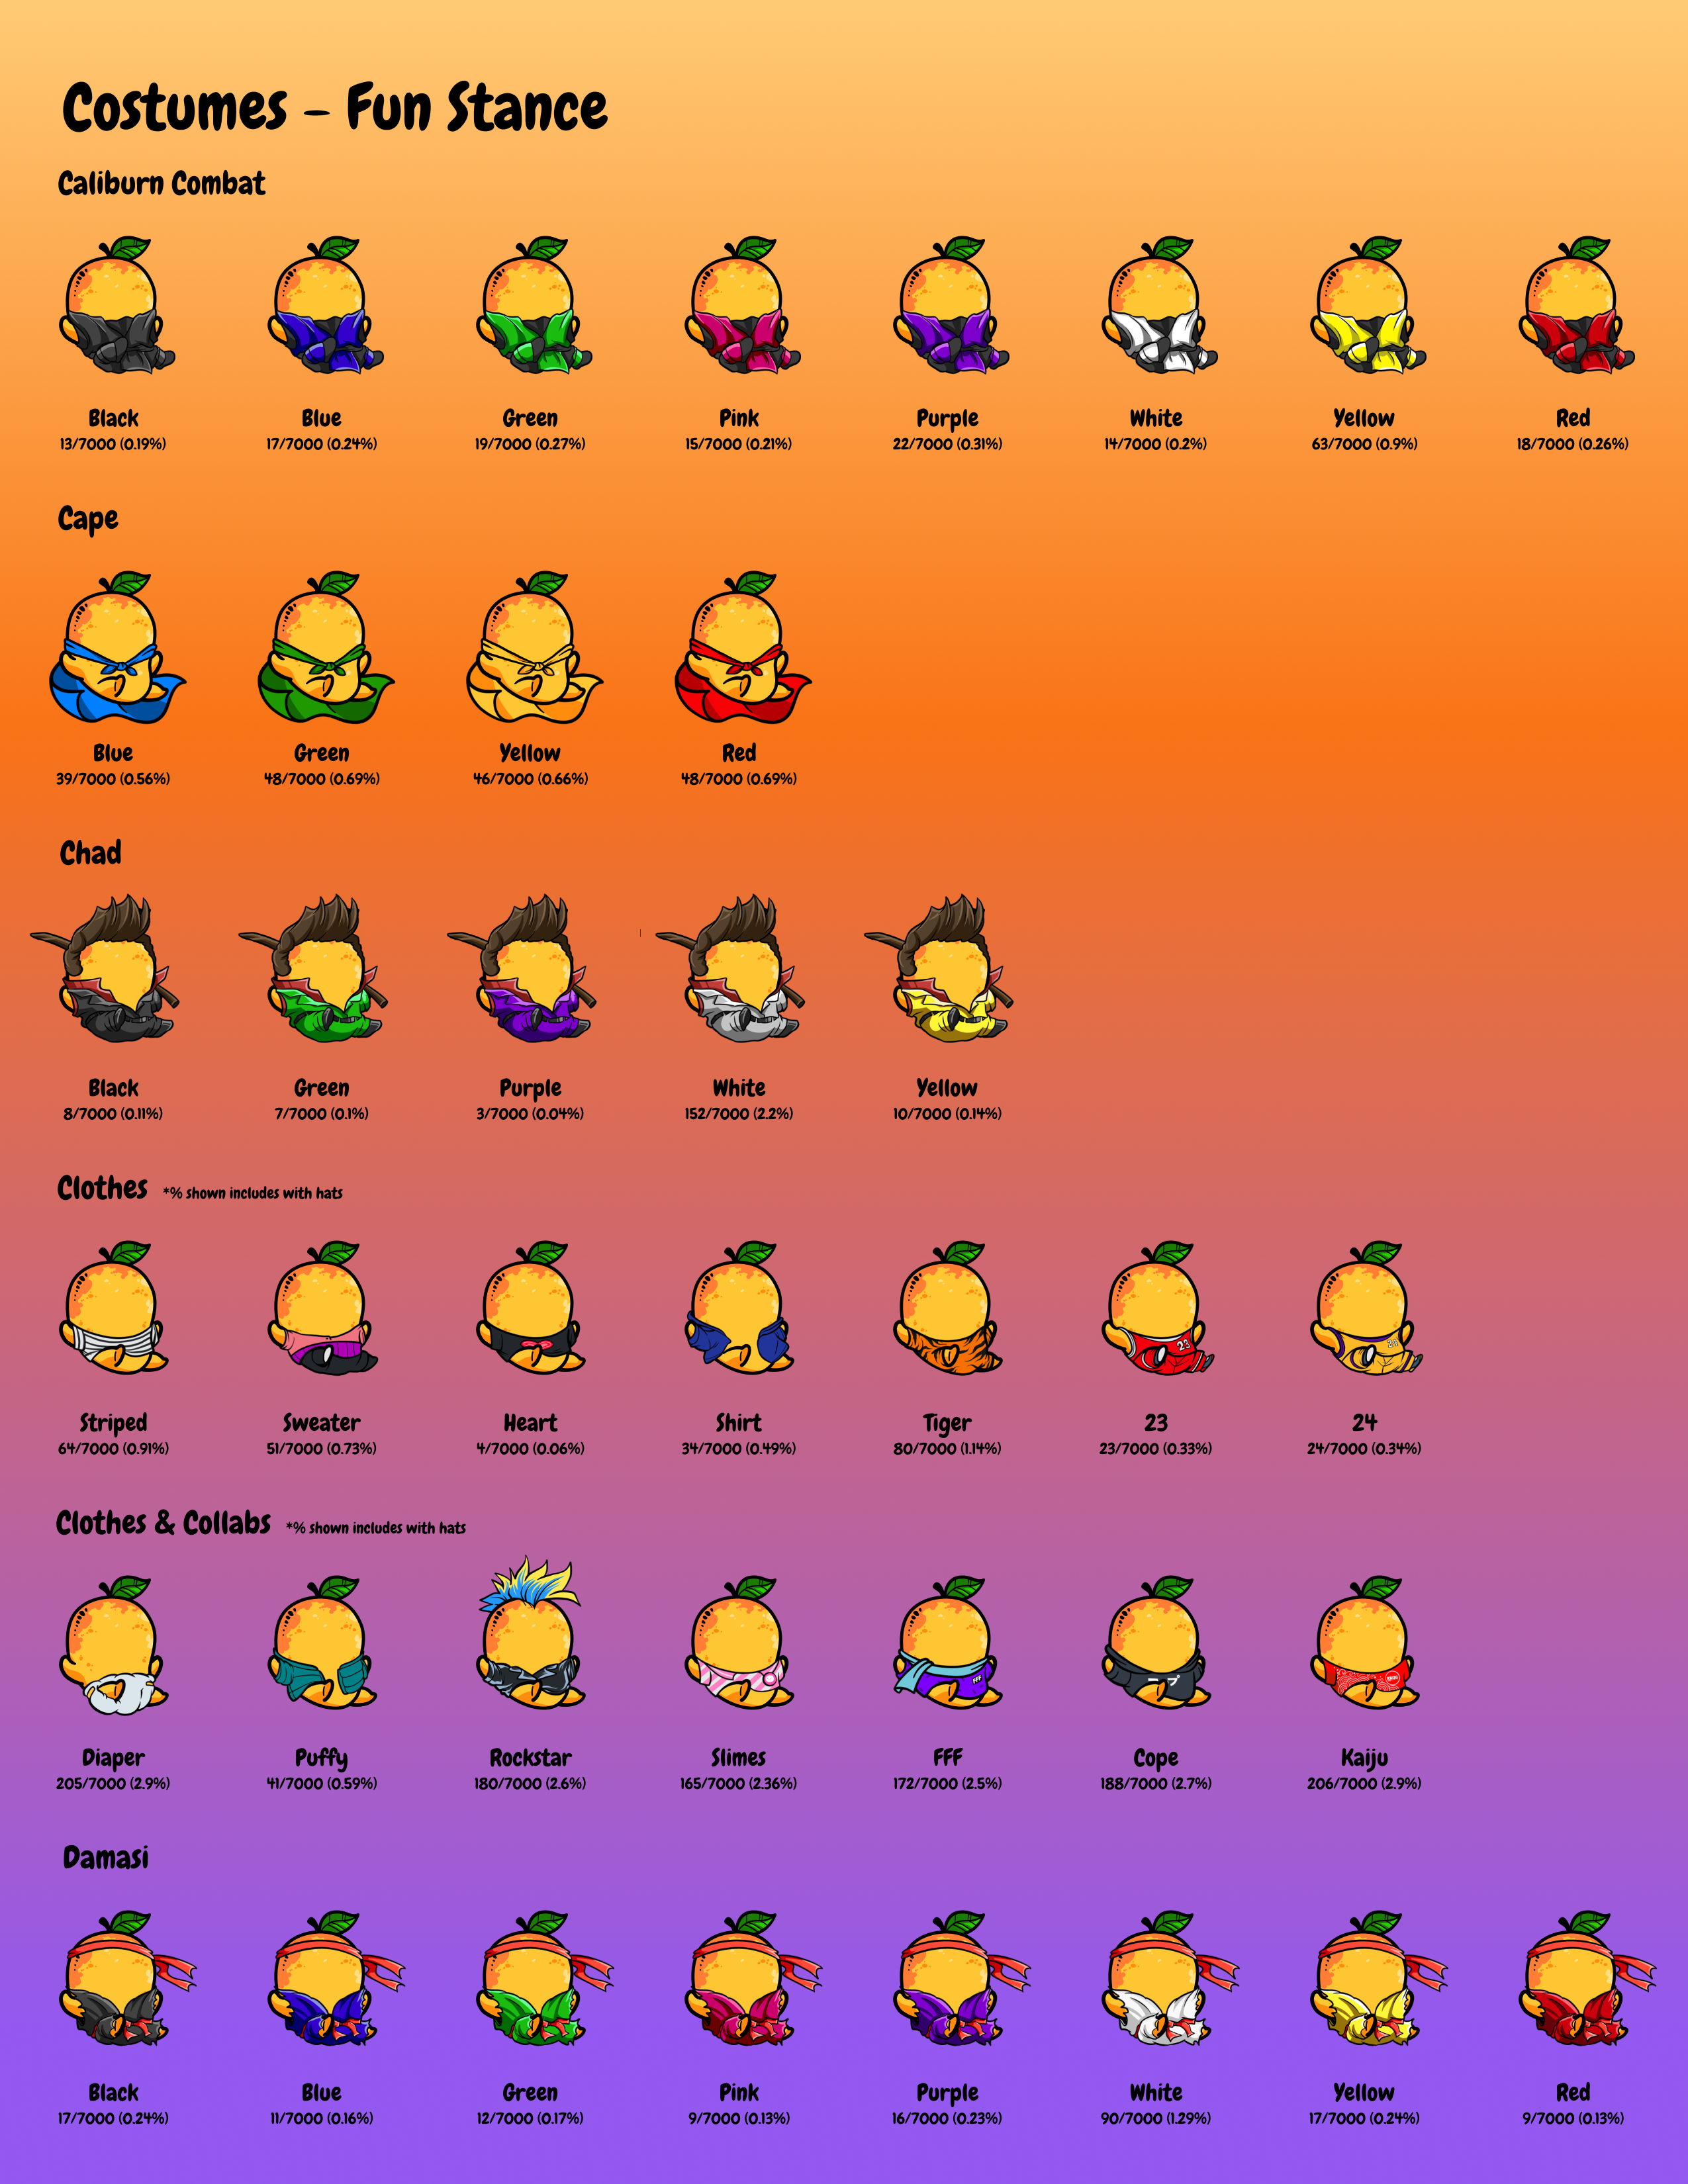 Costumes - Fun Stance
Caliburn Combat
Black Blue Green Pink Purple White Yellow Red
13/7000 (0.19%) 17/7000 (0.24%) 19/7000 (0.27%) 15/7000 (0.21%) 22/7000 (0.31%) 14/7000 (0.2%) 63/7000 (0.9%) 18/7000 (0.26%)
Cape
Blue Green Yellow Red
39/7000 (0.56%) 48/7000 (0.69%) 46/7000 (0.66%) 48/7000 (0.69%)
Chad
Black Green Purple White Yellow
8/7000 (0.11%) 7/7000 (0.1%) 3/7000 (0.04%) 152/7000 (2.2%) 10/7000 (0.14%)
Clothes *% shown includes with hats
23 24
Striped Sweater Heart Shirt Tiger 23 24
64/7000 (0.91%) 51/7000 (0.73%) 4/7000 (0.06%) 34/7000 (0.49%) 80/7000 (1.14%) 23/7000 (0.33%) 24/7000 (0.34%)
Clothes & Collabs *% shown includes with hats
Diaper Puffy Rockstar Slimes FFF Cope Kaiju
205/7000 (2.9%) 41/7000 (0.59%) 180/7000 (2.6%) 165/7000 (2.36%) 172/7000 (2.5%) 188/7000 (2.7%) 206/7000 (2.9%)
Damasi
Black Blue Green Pink Purple White Yellow Red
17/7000 (0.24%) 11/7000 (0.16%) 12/7000 (0.17%) 9/7000 (0.13%) 16/7000 (0.23%) 90/7000 (1.29%) 17/7000 (0.24%) 9/7000 (0.13%)